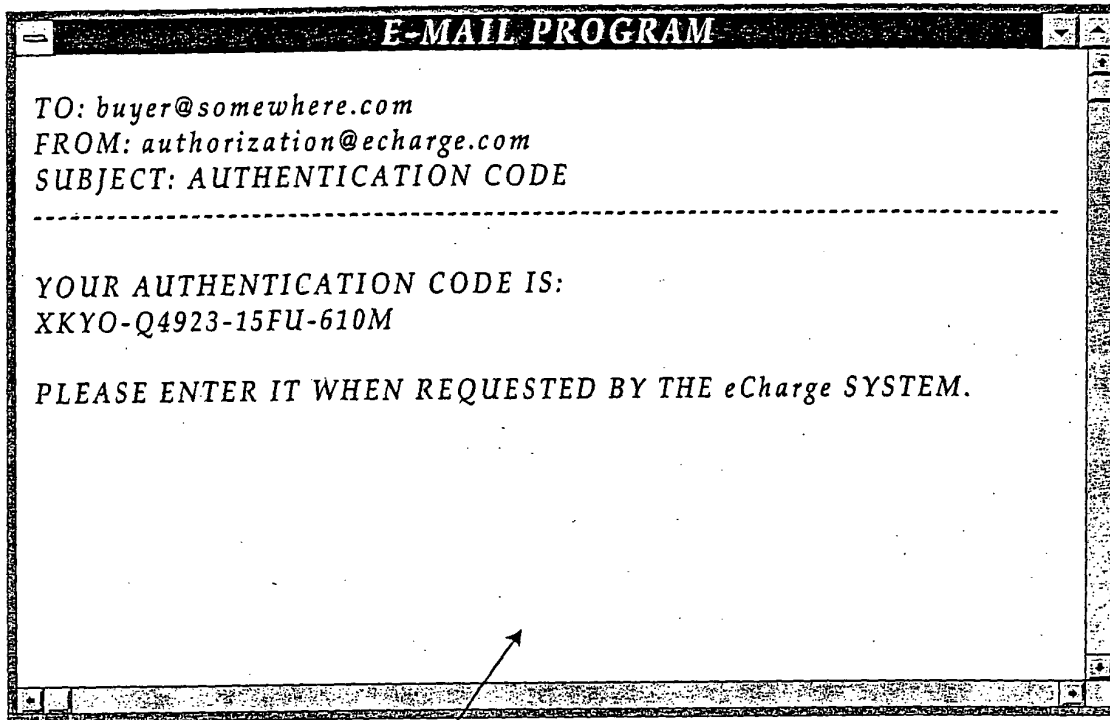 E-MAIL PROGRAM
TO: buyer@somewhere.com
FROM: authorization@echarge.com
SUBJECT: AUTHENTICATION CODE
YOUR AUTHENTICATION CODE IS:
XKYO-Q4923-15FU-610M
PLEASE ENTER IT WHEN REQUESTED BY THE eCharge SYSTEM.